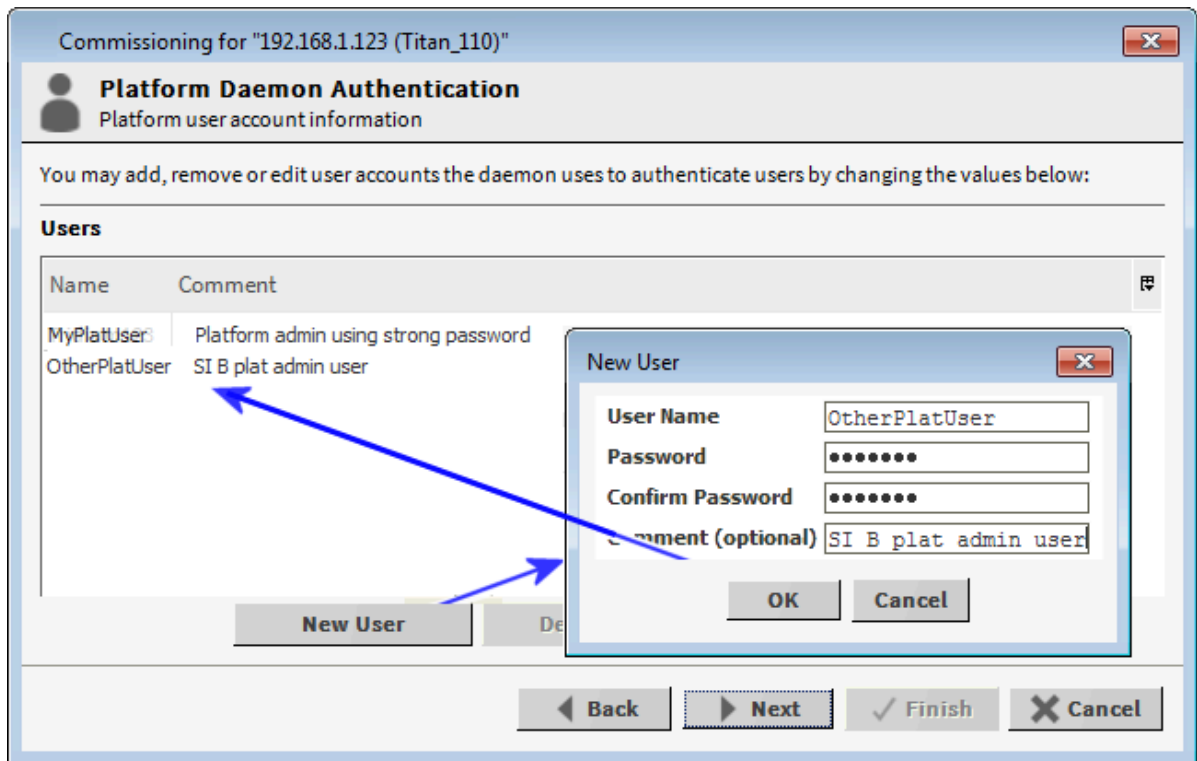 Commissioning for "192.168.1.123 (Titan_110)"
Platform Daemon Authentication
Platform user account information
You may add, remove or edit user accounts the daemon uses to authenticate users by changing the values below:
Users
Name Comment
MyPlatUser Platform admin using strong password
OtherPlatUser SI B plat admin user
New User
User Name OtherPlatUser
Password •••••••
Confirm Password •••••••
(optional) SI B plat admin user
OK Cancel
New User De
Back Next Finish Cancel